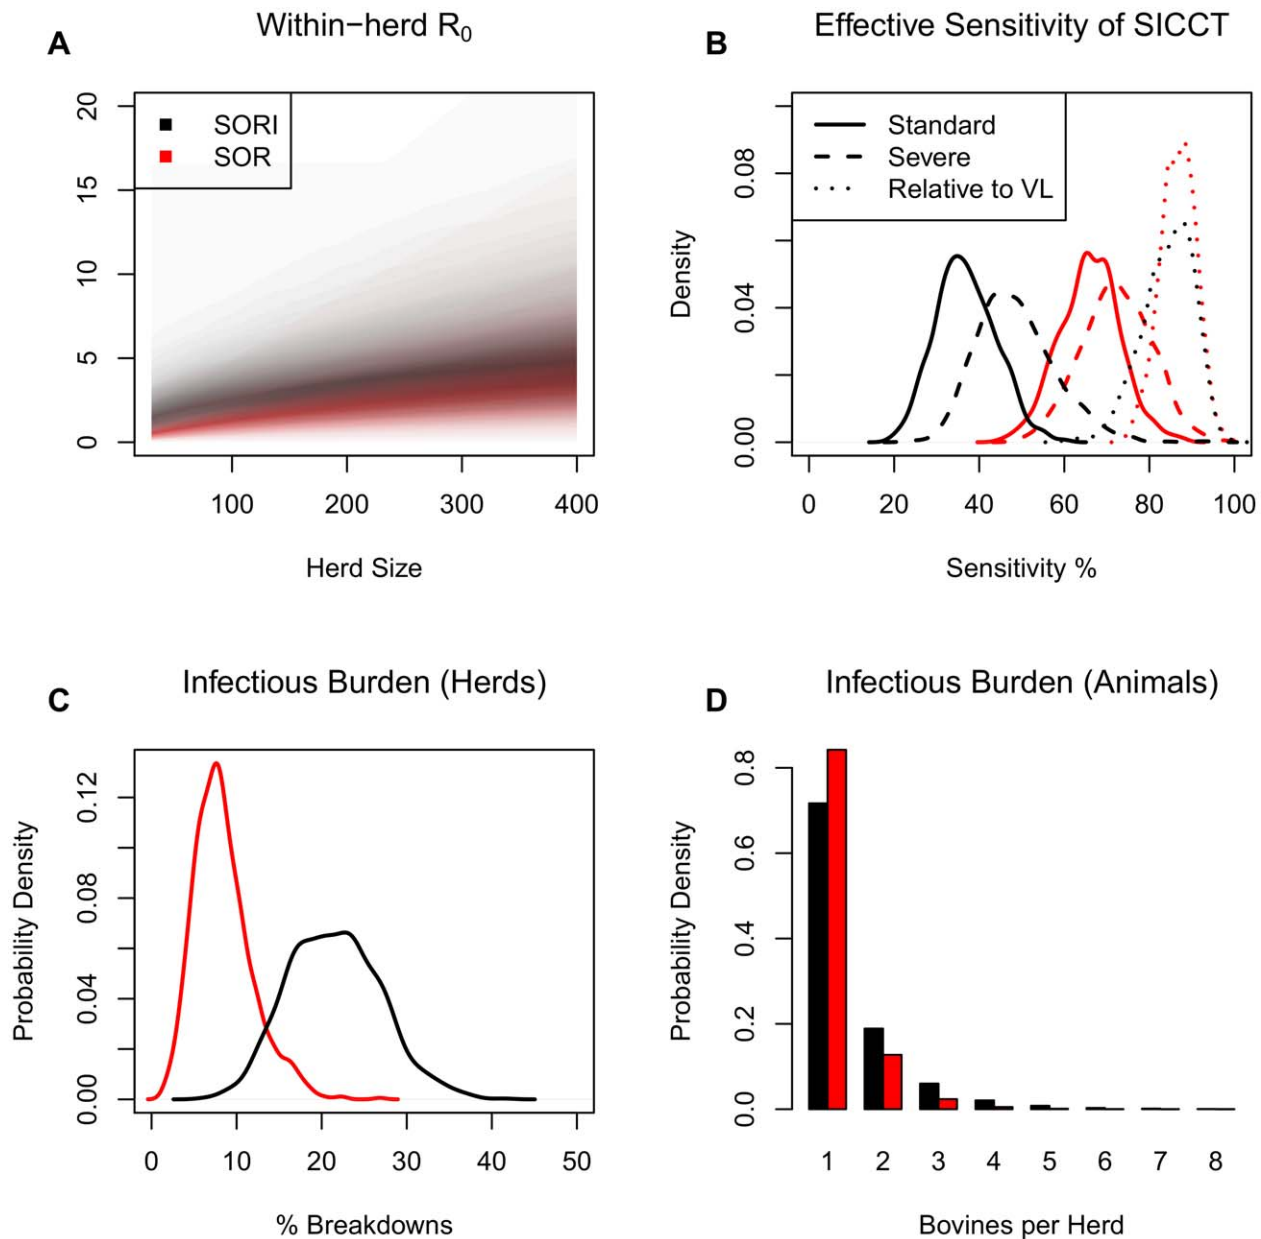 A
Within−herd R₀
20
15
10
5
0
SORI
SOR
100 200 300 400
Herd Size
B
Effective Sensitivity of SICCT
Density
0.08
0.04
0.00
Standard
Severe
Relative to VL
0 20 40 60 80 100
Sensitivity %
C
Infectious Burden (Herds)
Probability Density
0.12
0.08
0.04
0.00
0 10 20 30 40 50
% Breakdowns
D
Infectious Burden (Animals)
Probability Density
0.8
0.6
0.4
0.2
0.0
1 2 3 4 5 6 7 8
Bovines per Herd